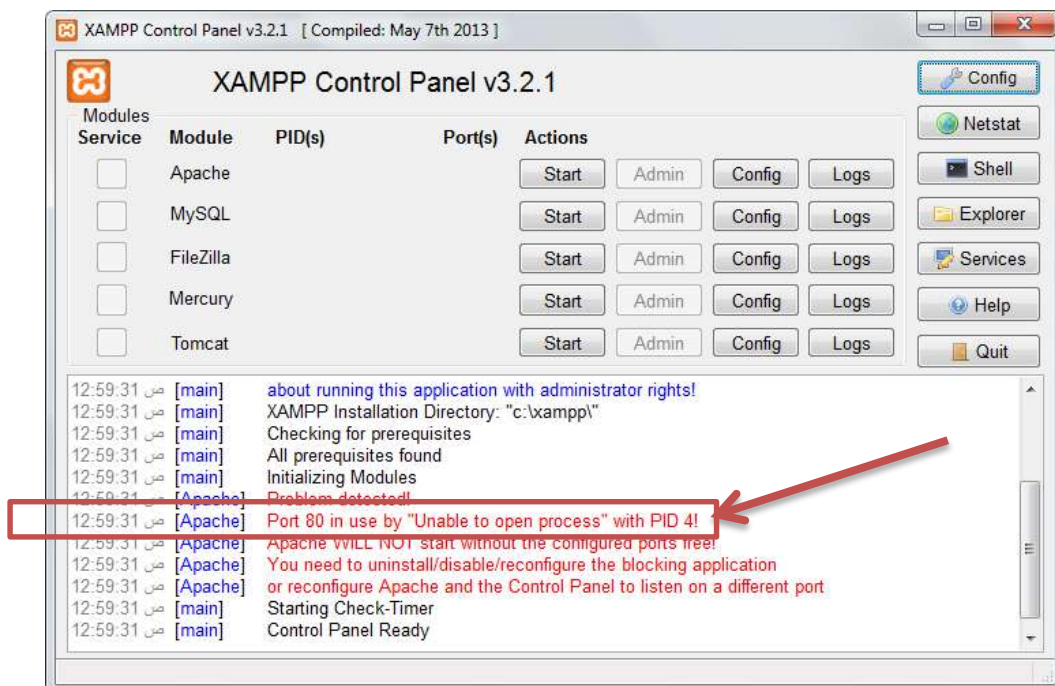 XAMPP Control Panel v3.2.1 [ Compiled: May 7th 2013 ]
XAMPP Control Panel v3.2.1
Config
Modules
Service Module PID(s) Port(s) Actions
Netstat
Apache Start Admin Config Logs
Shell
MySQL Start Admin Config Logs
Explorer
FileZilla Start Admin Config Logs
Services
Mercury Start Admin Config Logs
Help
Tomcat Start Admin Config Logs
Quit
12:59:31 ص [main] about running this application with administrator rights!
12:59:31 ص [main] XAMPP Installation Directory: "c:\xampp\"
12:59:31 ص [main] Checking for prerequisites
12:59:31 ص [main] All prerequisites found
12:59:31 ص [main] Initializing Modules
12:59:31 ص [Apache] Problem detected!
12:59:31 ص [Apache] Port 80 in use by "Unable to open process" with PID 4!
12:59:31 ص [Apache] Apache WILL NOT start without the configured ports free!
12:59:31 ص [Apache] You need to uninstall/disable/reconfigure the blocking application
12:59:31 ص [Apache] or reconfigure Apache and the Control Panel to listen on a different port
12:59:31 ص [main] Starting Check-Timer
12:59:31 ص [main] Control Panel Ready